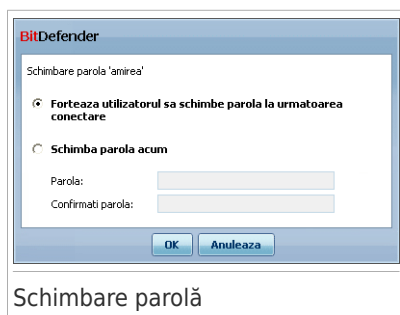 BitDefender
Schimbare parola 'amirea'
Forteaza utilizatorul sa schimbe parola la urmatoarea
conectare
Schimba parola acum
Parola:
Confirmati parola:
OK Anuleaza
Schimbare parolă